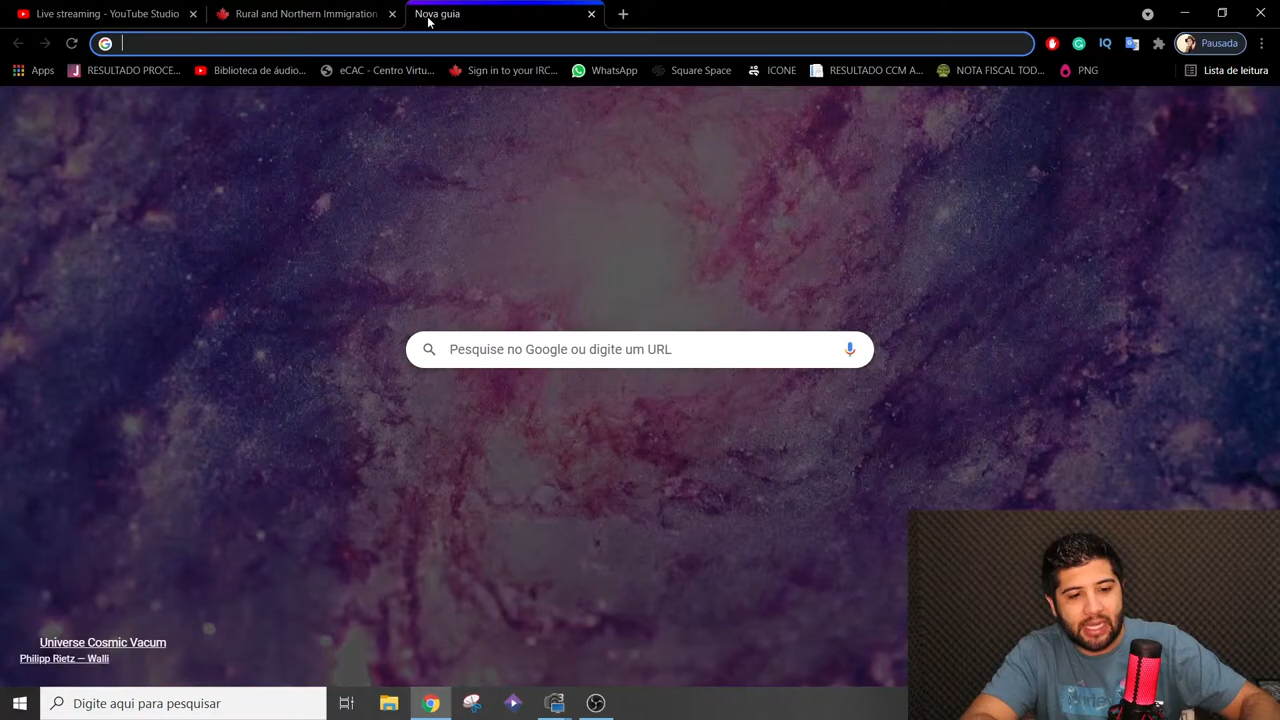 Live streaming - YouTube Studio
Rural and Northern Immigration
Nova guia
Pausada
Apps
RESULTADO PROCE...
Biblioteca de áudio...
eCAC - Centro Virtu...
Sign in to your IRC...
WhatsApp
Square Space
ICONE
RESULTADO CCM A...
NOTA FISCAL TOD...
PNG
Lista de leitura
Pesquise no Google ou digite um URL
Universe Cosmic Vacum
Philipp Rietz — Walli
Digite aqui para pesquisar